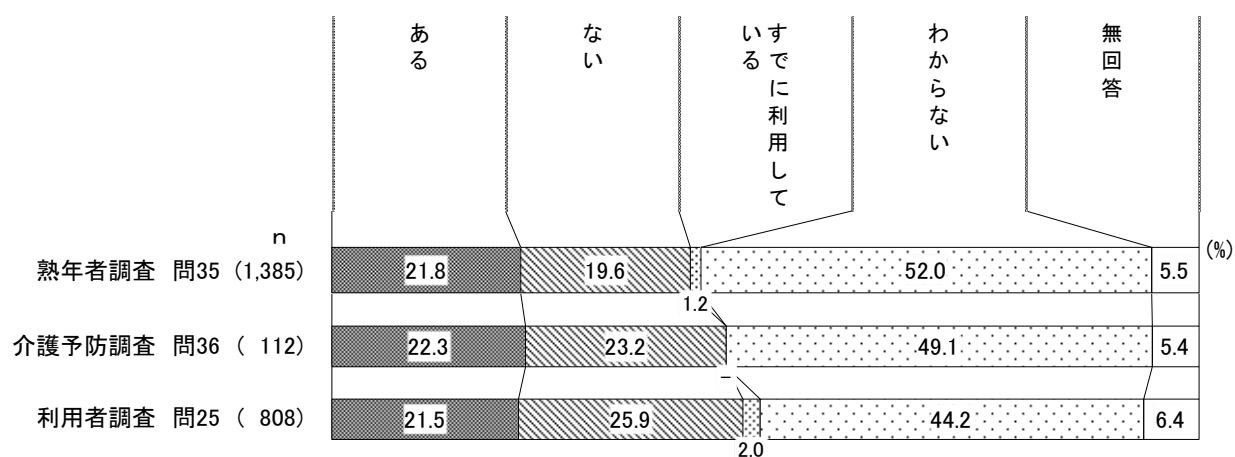 ある
ない
すでに利用して
いる
わからない
無回答
n
(%)
熟年者調査 問35 (1,385)
21.8
19.6
1.2
52.0
5.5
介護予防調査 問36 ( 112)
22.3
23.2
－
49.1
5.4
利用者調査 問25 ( 808)
21.5
25.9
2.0
44.2
6.4